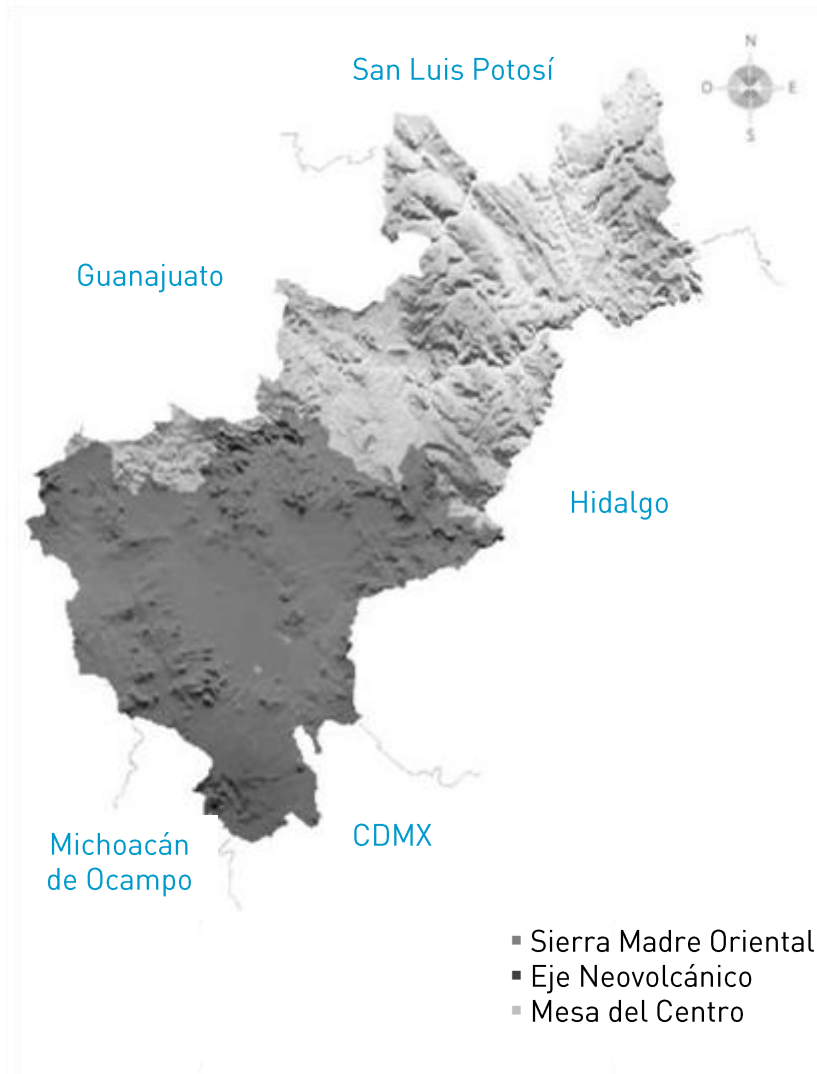 San Luis Potosí
N
O
E
S
Guanajuato
Hidalgo
Michoacán
de Ocampo
CDMX
Sierra Madre Oriental
Eje Neovolcánico
Mesa del Centro